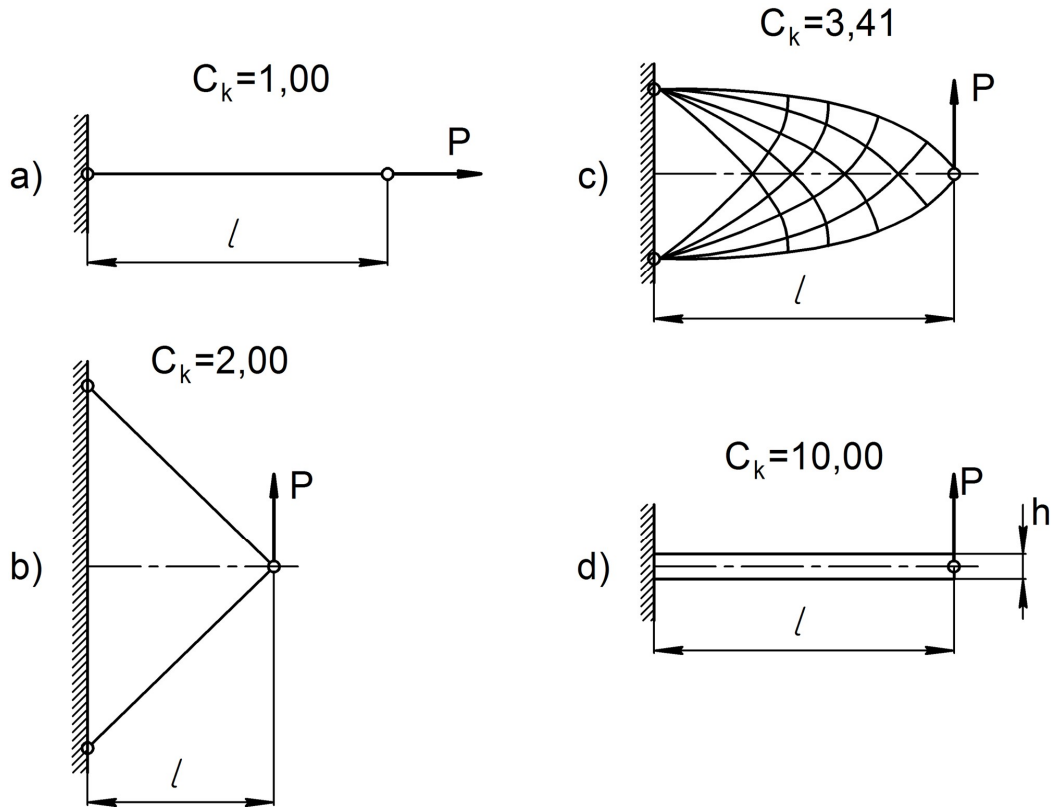 a)
C_k=1,00
P
l
b)
C_k=2,00
P
l
c)
C_k=3,41
P
l
d)
C_k=10,00
P
h
l